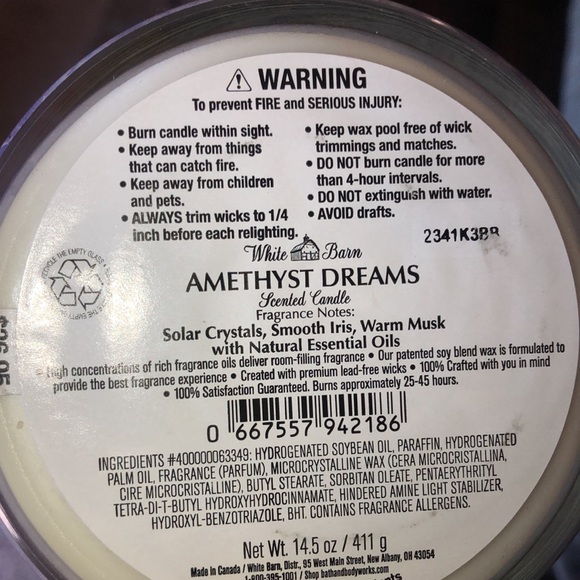 WARNING
To prevent FIRE and SERIOUS INJURY:
• Burn candle within sight.
• Keep away from things
that can catch fire.
• Keep away from children
and pets.
• ALWAYS trim wicks to 1/4
inch before each relighting.
• Keep wax pool free of wick
trimmings and matches.
• DO NOT burn candle for more
than 4-hour intervals.
• DO NOT extinguish with water.
• AVOID drafts.
2341K3BR
White Barn
AMETHYST DREAMS
Scented Candle
Fragrance Notes:
Solar Crystals, Smooth Iris, Warm Musk
with Natural Essential Oils
• High concentrations of rich fragrance oils deliver room-filling fragrance • Our patented soy blend wax is formulated to
provide the best fragrance experience • Created with premium lead-free wicks • 100% Crafted with you in mind
• 100% Satisfaction Guaranteed. Burns approximately 25-45 hours.
0 667557 942186
INGREDIENTS #400000063349: HYDROGENATED SOYBEAN OIL, PARAFFIN, HYDROGENATED
PALM OIL, FRAGRANCE (PARFUM), MICROCRYSTALLINE WAX (CERA MICROCRISTALLINA,
CIRE MICROCRISTALLINE), BUTYL STEARATE, SORBITAN OLEATE, PENTAERYTHRITYL
TETRA-DI-T-BUTYL HYDROXYHYDROCINNAMATE, HINDERED AMINE LIGHT STABILIZER,
HYDROXYL-BENZOTRIAZOLE, BHT. CONTAINS FRAGRANCE ALLERGENS.
Net Wt. 14.5 oz / 411 g
Made in Canada / White Barn, Distr., 95 West Main Street, New Albany, OH 43054
1-800-395-1001 / Shop bathandbodyworks.com